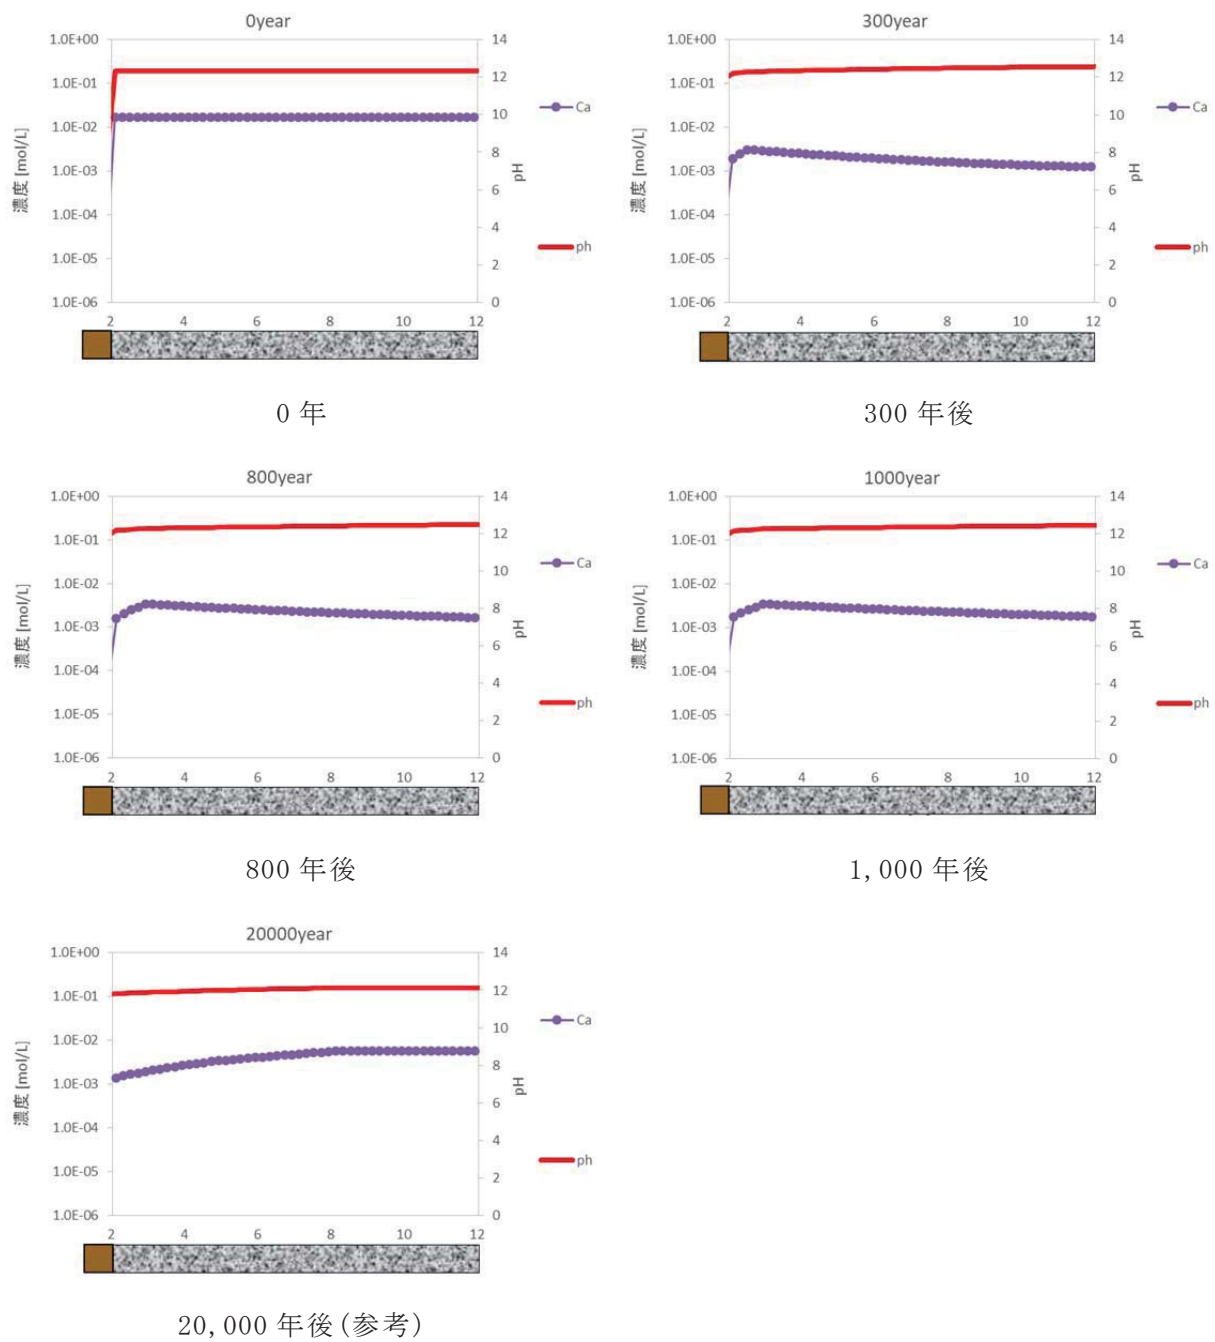 0year
1.0E+00
1.0E-01
1.0E-02
1.0E-03
1.0E-04
1.0E-05
1.0E-06
濃度 [mol/L]
14
12
10
8
6
4
2
0
pH
Ca
ph
2 4 6 8 10 12
0 年
300year
1.0E+00
1.0E-01
1.0E-02
1.0E-03
1.0E-04
1.0E-05
1.0E-06
濃度 [mol/L]
14
12
10
8
6
4
2
0
pH
Ca
ph
2 4 6 8 10 12
300 年後
800year
1.0E+00
1.0E-01
1.0E-02
1.0E-03
1.0E-04
1.0E-05
1.0E-06
濃度 [mol/L]
14
12
10
8
6
4
2
0
pH
Ca
ph
2 4 6 8 10 12
800 年後
1000year
1.0E+00
1.0E-01
1.0E-02
1.0E-03
1.0E-04
1.0E-05
1.0E-06
濃度 [mol/L]
14
12
10
8
6
4
2
0
pH
Ca
ph
2 4 6 8 10 12
1,000 年後
20000year
1.0E+00
1.0E-01
1.0E-02
1.0E-03
1.0E-04
1.0E-05
1.0E-06
濃度 [mol/L]
14
12
10
8
6
4
2
0
pH
Ca
ph
2 4 6 8 10 12
20,000 年後(参考)